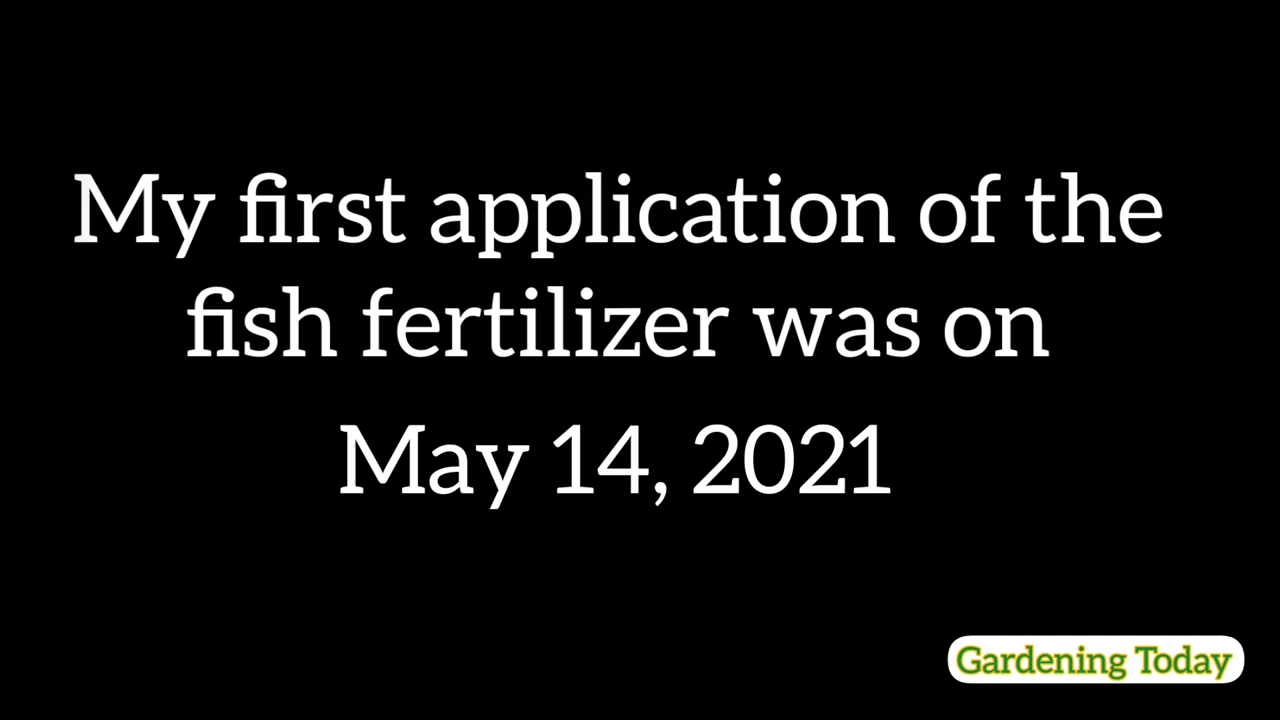 My first application of the
fish fertilizer was on
May 14, 2021
Gardening Today